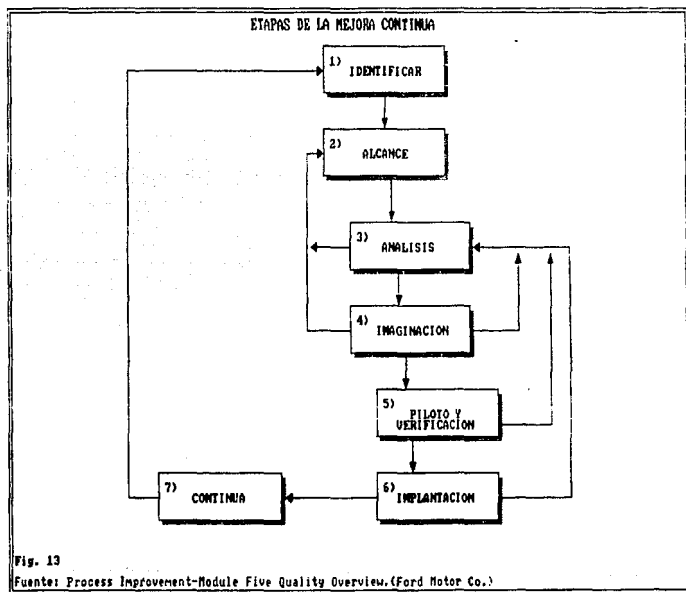 ETAPAS DE LA MEJORA CONTINUA
1) IDENTIFICAR
2) ALCANCE
3) ANALISIS
4) IMAGINACION
5) PILOTO Y
VERIFICACION
6) IMPLANTACION
7) CONTINUA
Fig. 13
Fuente: Process Improvement-Module Five Quality Overview.(Ford Motor Co.)